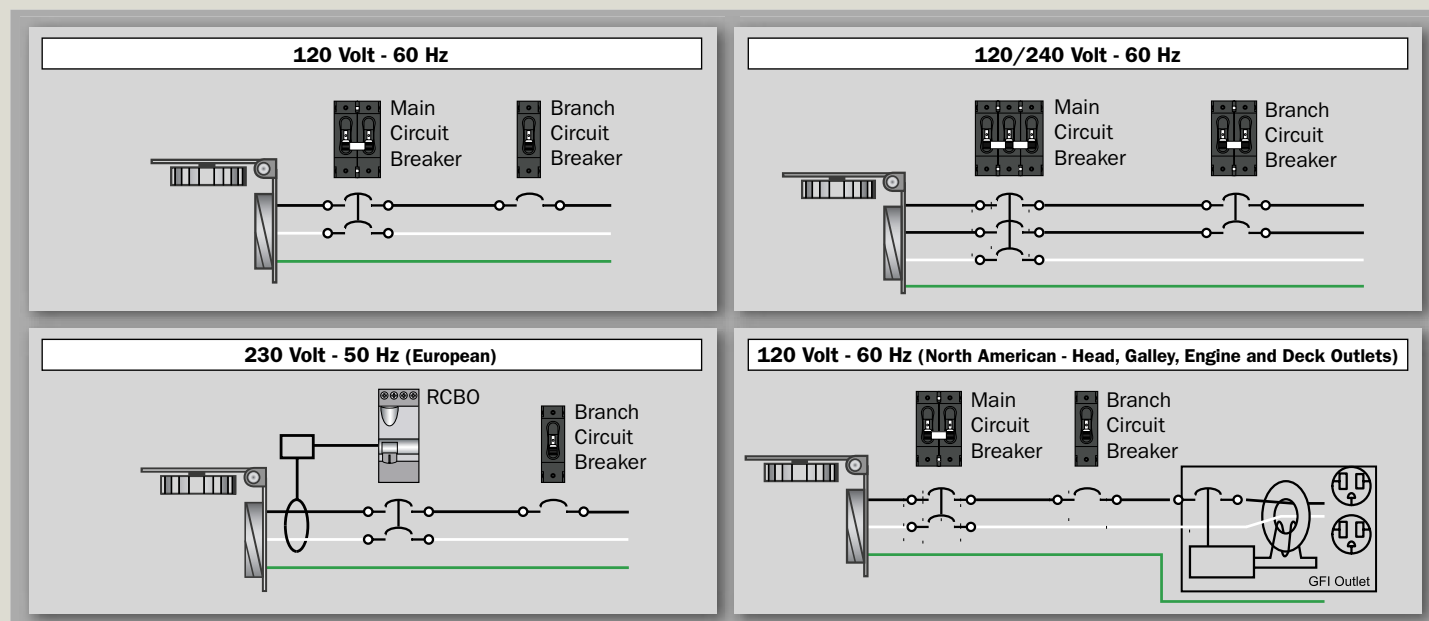 120 Volt - 60 Hz
Main
Circuit
Breaker
Branch
Circuit
Breaker
120/240 Volt - 60 Hz
Main
Circuit
Breaker
Branch
Circuit
Breaker
230 Volt - 50 Hz (European)
RCBO
Branch
Circuit
Breaker
120 Volt - 60 Hz (North American - Head, Galley, Engine and Deck Outlets)
Main
Circuit
Breaker
Branch
Circuit
Breaker
GFI Outlet